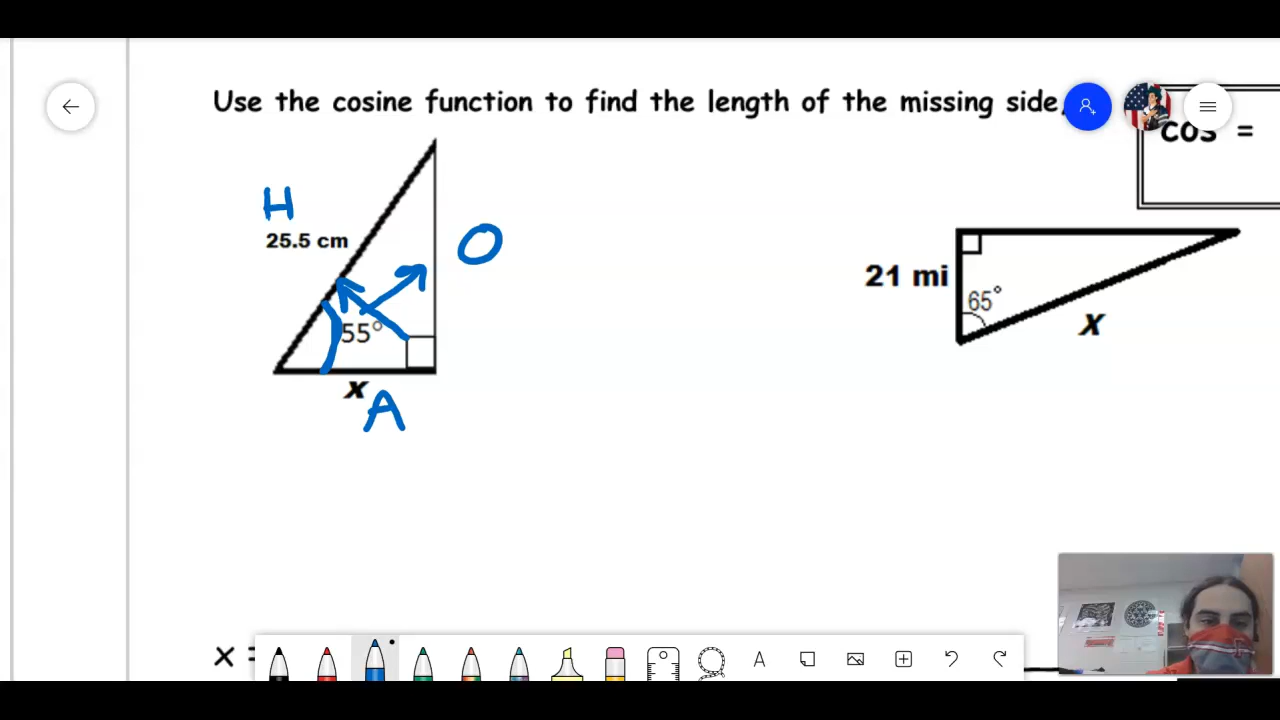 Use the cosine function to find the length of the missing side.
cos =
H
25.5 cm
O
55°
x
A
21 mi
65°
x
x =
A